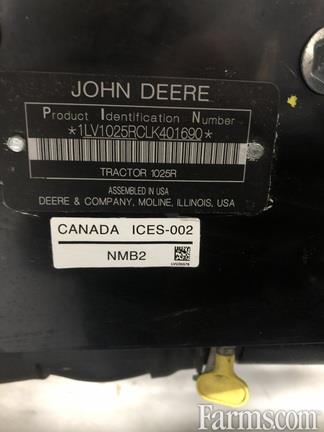 JOHN DEERE
Product Identification Number
*1LV1025RCLK401690*
TRACTOR 1025R
ASSEMBLED IN USA
DEERE & COMPANY, MOLINE, ILLINOIS, USA
CANADA ICES-002
NMB2
Farms.com®